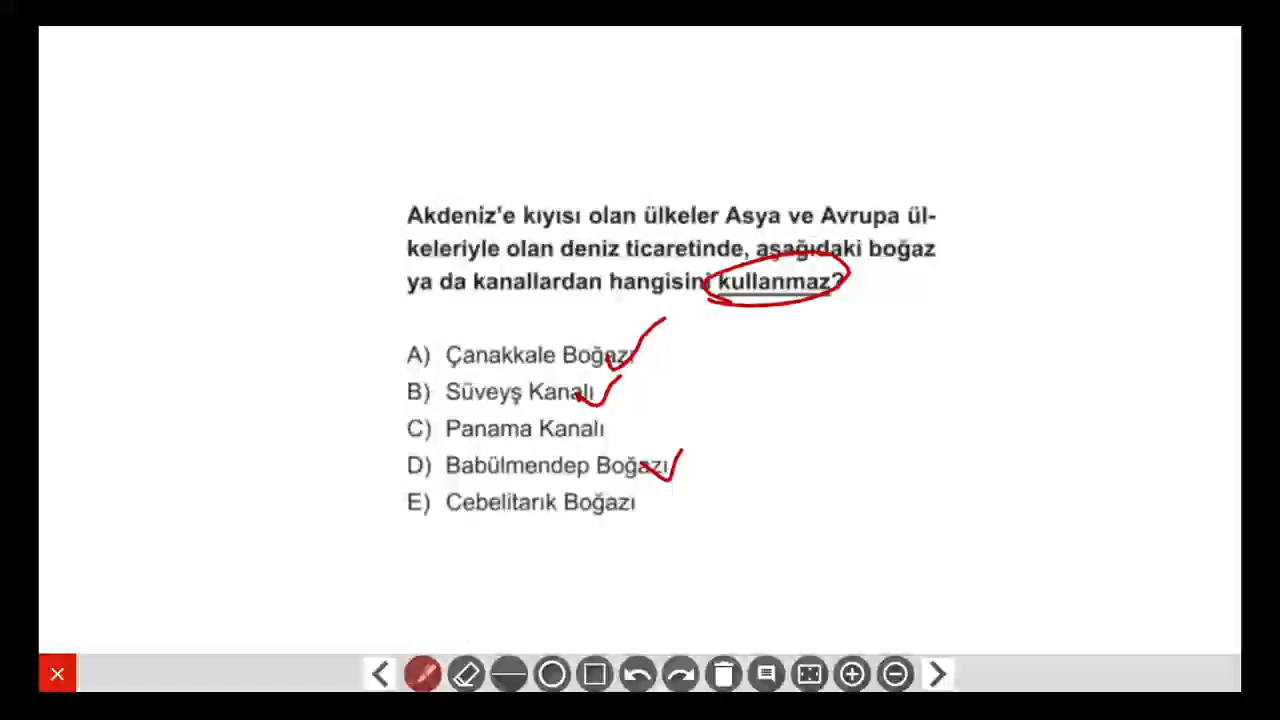 Akdeniz'e kıyısı olan ülkeler Asya ve Avrupa ül-
keleriyle olan deniz ticaretinde, aşağıdaki boğaz
ya da kanallardan hangisini kullanmaz?
A) Çanakkale Boğazı
B) Süveyş Kanalı
C) Panama Kanalı
D) Babülmendep Boğazı
E) Cebelitarık Boğazı